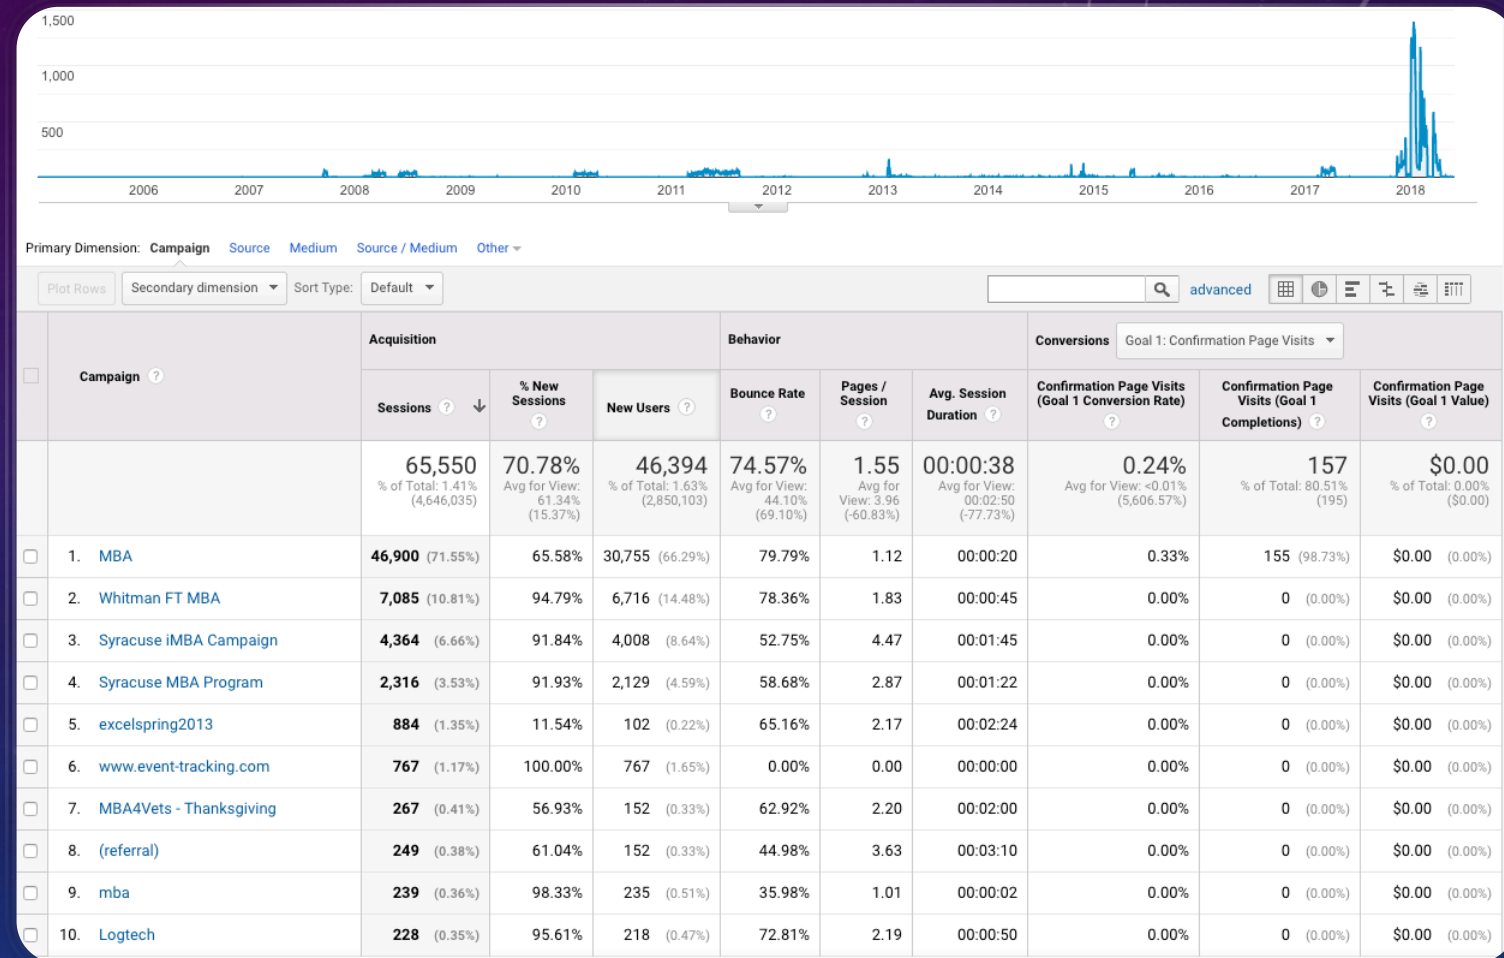 1,500
1,000
500
2006 2007 2008 2009 2010 2011 2012 2013 2014 2015 2016 2017 2018
Primary Dimension: Campaign Source Medium Source / Medium Other
Plot Rows Secondary dimension Sort Type: Default advanced
Acquisition Behavior Conversions Goal 1: Confirmation Page Visits
Campaign ?
Sessions ?
% New
Sessions
?
New Users ?
Bounce Rate
?
Pages /
Session
?
Avg. Session
Duration ?
Confirmation Page Visits
(Goal 1 Conversion Rate)
?
Confirmation Page
Visits (Goal 1
Completions) ?
Confirmation Page
Visits (Goal 1 Value)
?
65,550
% of Total: 1.41%
(4,646,035)
70.78%
Avg for View:
61.34%
(15.37%)
46,394
% of Total: 1.63%
(2,850,103)
74.57%
Avg for View:
44.10%
(69.10%)
1.55
Avg for
View: 3.96
(-60.83%)
00:00:38
Avg for View:
00:02:50
(-77.73%)
0.24%
Avg for View: <0.01%
(5,606.57%)
157
% of Total: 80.51%
(195)
$0.00
% of Total: 0.00%
($0.00)
1. MBA 46,900 (71.55%) 65.58% 30,755 (66.29%) 79.79% 1.12 00:00:20 0.33% 155 (98.73%) $0.00 (0.00%)
2. Whitman FT MBA 7,085 (10.81%) 94.79% 6,716 (14.48%) 78.36% 1.83 00:00:45 0.00% 0 (0.00%) $0.00 (0.00%)
3. Syracuse iMBA Campaign 4,364 (6.66%) 91.84% 4,008 (8.64%) 52.75% 4.47 00:01:45 0.00% 0 (0.00%) $0.00 (0.00%)
4. Syracuse MBA Program 2,316 (3.53%) 91.93% 2,129 (4.59%) 58.68% 2.87 00:01:22 0.00% 0 (0.00%) $0.00 (0.00%)
5. excelspring2013 884 (1.35%) 11.54% 102 (0.22%) 65.16% 2.17 00:02:24 0.00% 0 (0.00%) $0.00 (0.00%)
6. www.event-tracking.com 767 (1.17%) 100.00% 767 (1.65%) 0.00% 0.00 00:00:00 0.00% 0 (0.00%) $0.00 (0.00%)
7. MBA4Vets - Thanksgiving 267 (0.41%) 56.93% 152 (0.33%) 62.92% 2.20 00:02:00 0.00% 0 (0.00%) $0.00 (0.00%)
8. (referral) 249 (0.38%) 61.04% 152 (0.33%) 44.98% 3.63 00:03:10 0.00% 0 (0.00%) $0.00 (0.00%)
9. mba 239 (0.36%) 98.33% 235 (0.51%) 35.98% 1.01 00:00:02 0.00% 0 (0.00%) $0.00 (0.00%)
10. Logtech 228 (0.35%) 95.61% 218 (0.47%) 72.81% 2.19 00:00:50 0.00% 0 (0.00%) $0.00 (0.00%)